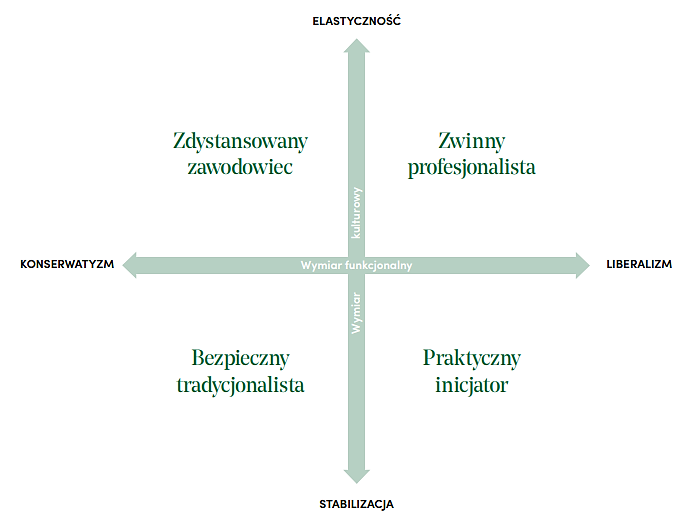 ELASTYCZNOŚĆ
Zdystansowany
zawodowiec
Zwinny
profesjonalista
kulturowy
KONSERWATYZM
Wymiar funkcjonalny
LIBERALIZM
Wymiar
Bezpieczny
tradycjonalista
Praktyczny
inicjator
STABILIZACJA